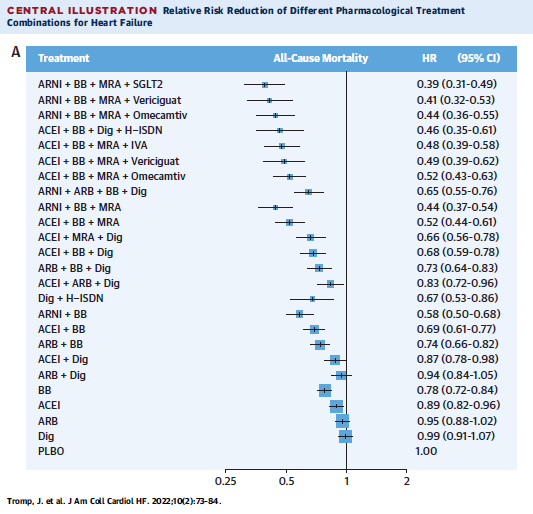 CENTRAL ILLUSTRATION Relative Risk Reduction of Different Pharmacological Treatment
Combinations for Heart Failure
A
Treatment All-Cause Mortality HR (95% CI)
ARNI + BB + MRA + SGLT2 0.39 (0.31-0.49)
ARNI + BB + MRA + Vericiguat 0.41 (0.32-0.53)
ARNI + BB + MRA + Omecamtiv 0.44 (0.36-0.55)
ACEI + BB + Dig + H-ISDN 0.46 (0.35-0.61)
ACEI + BB + MRA + IVA 0.48 (0.39-0.58)
ACEI + BB + MRA + Vericiguat 0.49 (0.39-0.62)
ACEI + BB + MRA + Omecamtiv 0.52 (0.43-0.63)
ARNI + ARB + BB + Dig 0.65 (0.55-0.76)
ARNI + BB + MRA 0.44 (0.37-0.54)
ACEI + BB + MRA 0.52 (0.44-0.61)
ACEI + MRA + Dig 0.66 (0.56-0.78)
ACEI + BB + Dig 0.68 (0.59-0.78)
ARB + BB + Dig 0.73 (0.64-0.83)
ACEI + ARB + Dig 0.83 (0.72-0.96)
Dig + H-ISDN 0.67 (0.53-0.86)
ARNI + BB 0.58 (0.50-0.68)
ACEI + BB 0.69 (0.61-0.77)
ARB + BB 0.74 (0.66-0.82)
ACEI + Dig 0.87 (0.78-0.98)
ARB + Dig 0.94 (0.84-1.05)
BB 0.78 (0.72-0.84)
ACEI 0.89 (0.82-0.96)
ARB 0.95 (0.88-1.02)
Dig 0.99 (0.91-1.07)
PLBO 1.00
0.25 0.5 1 2
Tromp, J. et al. J Am Coll Cardiol HF. 2022;10(2):73-84.